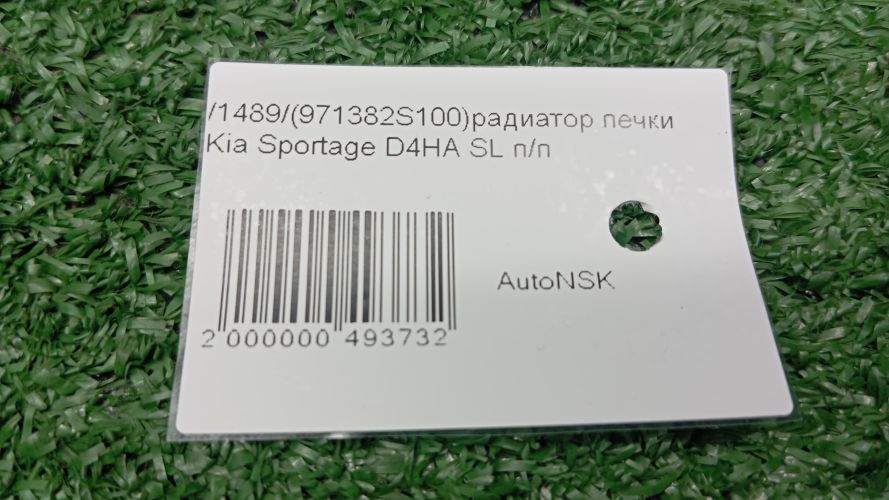 /1489/(971382S100)радиатор печки
Kia Sportage D4HA SL п/п
AutoNSK
2 000000 493732